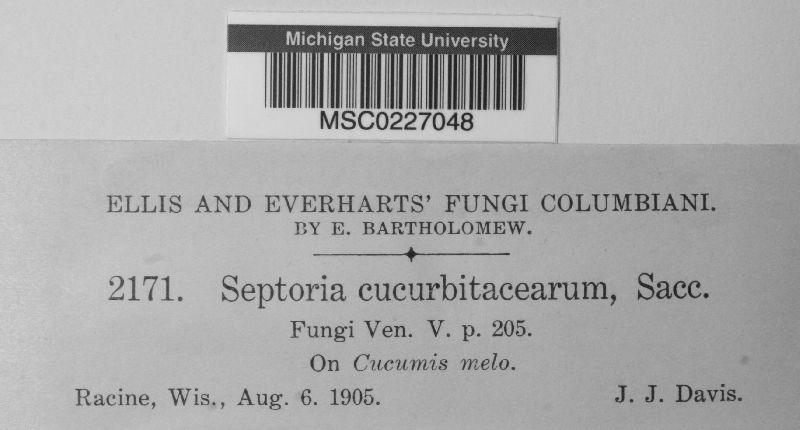 Michigan State University
MSC0227048
ELLIS AND EVERHARTS' FUNGI COLUMBIANI.
BY E. BARTHOLOMEW.
2171. Septoria cucurbitacearum, Sacc.
Fungi Ven. V. p. 205.
On Cucumis melo.
Racine, Wis., Aug. 6. 1905. J. J. Davis.